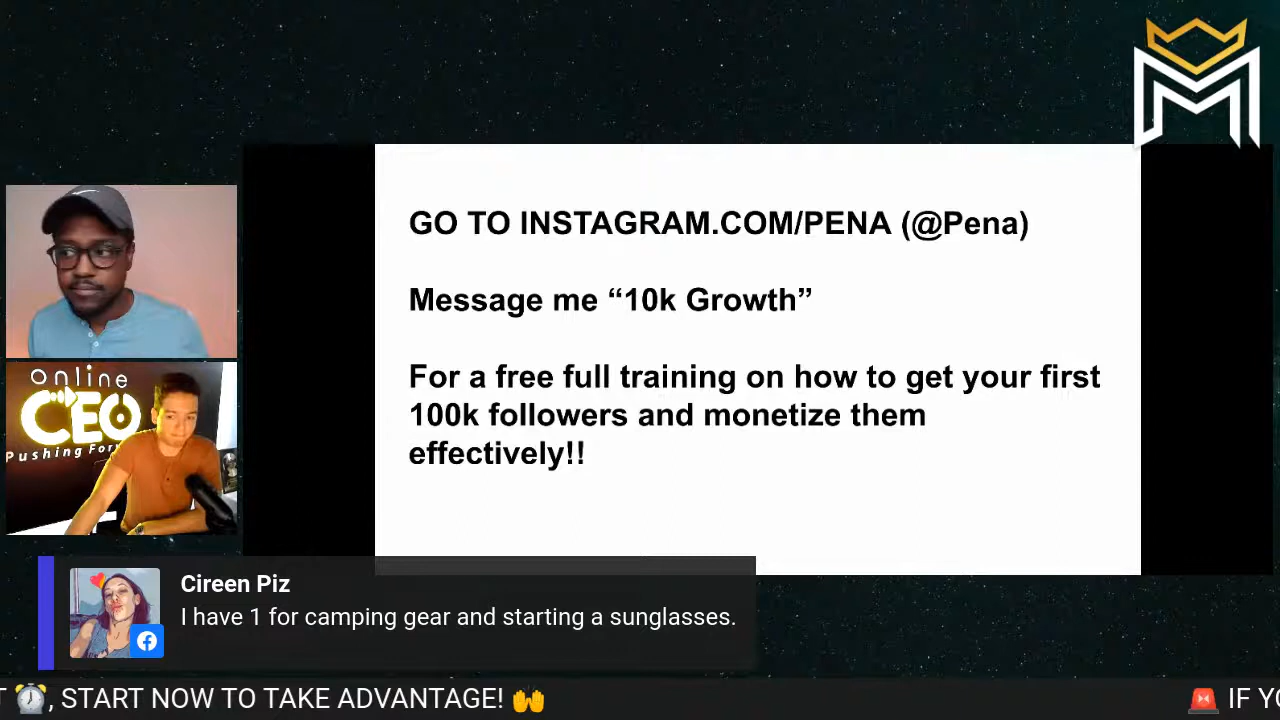 GO TO INSTAGRAM.COM/PENA (@Pena)
Message me “10k Growth”
For a free full training on how to get your first
100k followers and monetize them
effectively!!
online
CEO
Pushing For
Cireen Piz
I have 1 for camping gear and starting a sunglasses.
T ⏰, START NOW TO TAKE ADVANTAGE! 🙌
🚨 IF YO